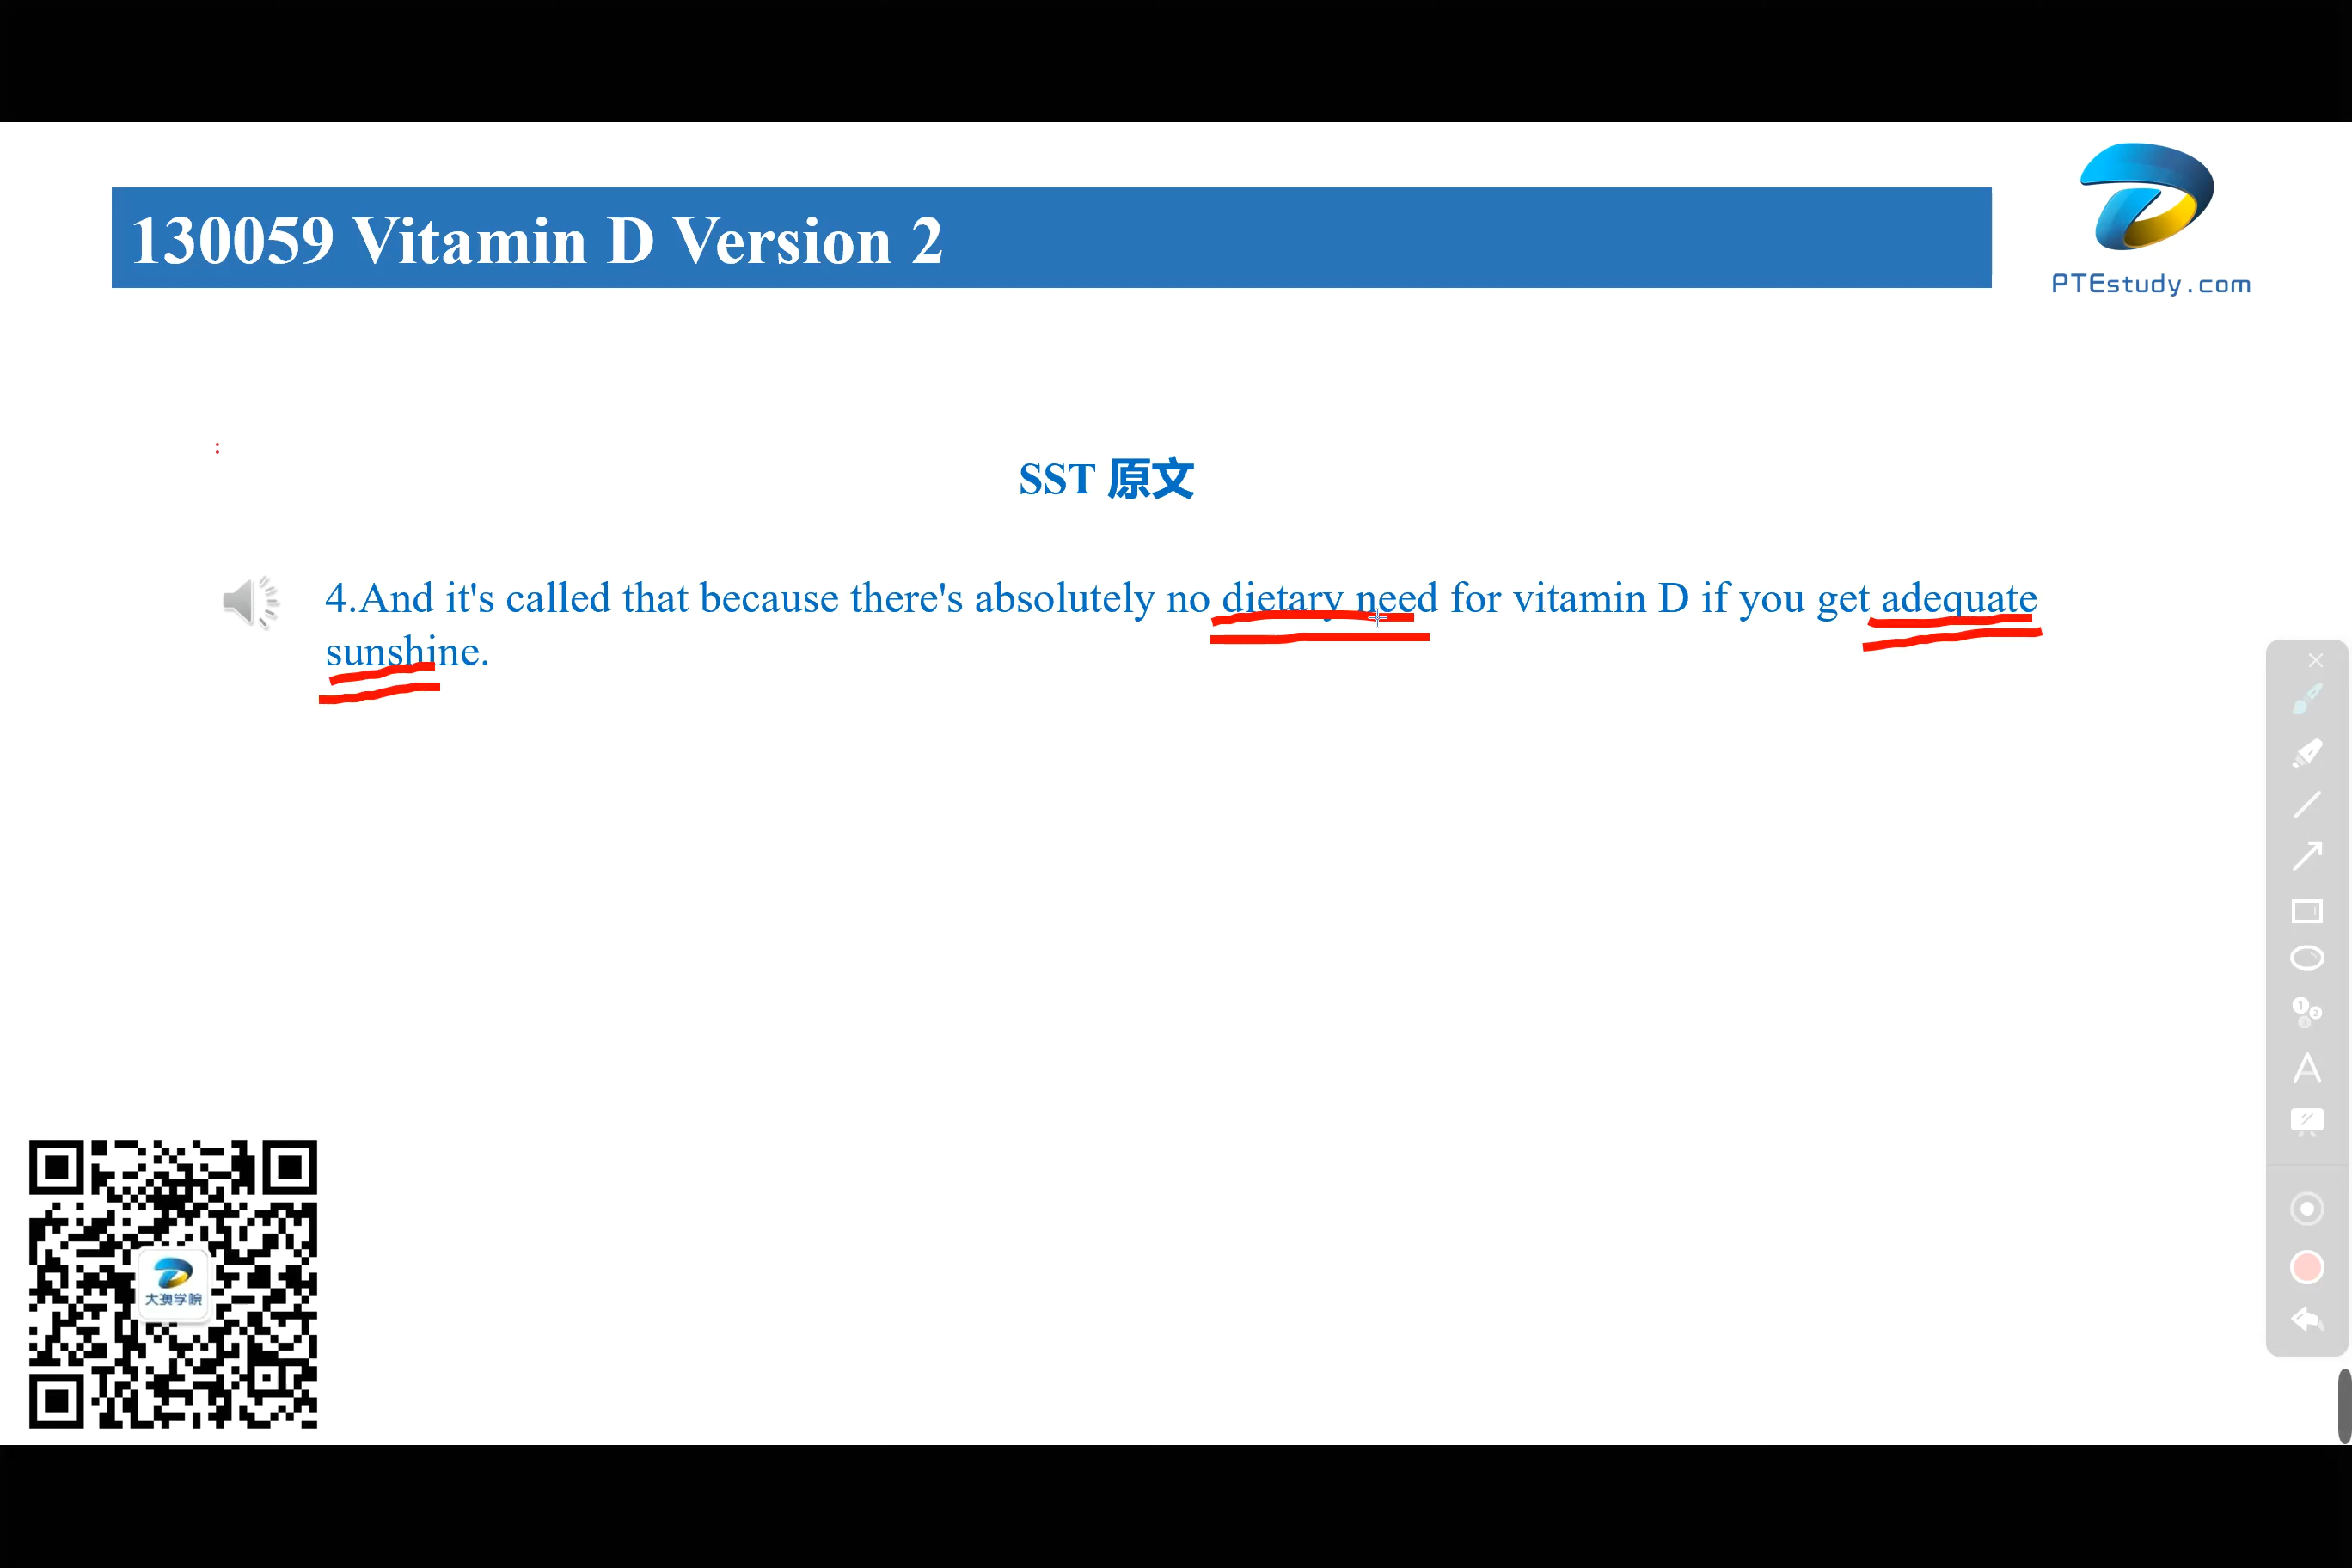 130059 Vitamin D Version 2
PTEstudy.com
:
SST 原文
4.And it's called that because there's absolutely no dietary need for vitamin D if you get adequate
sunshine.
大澳学院